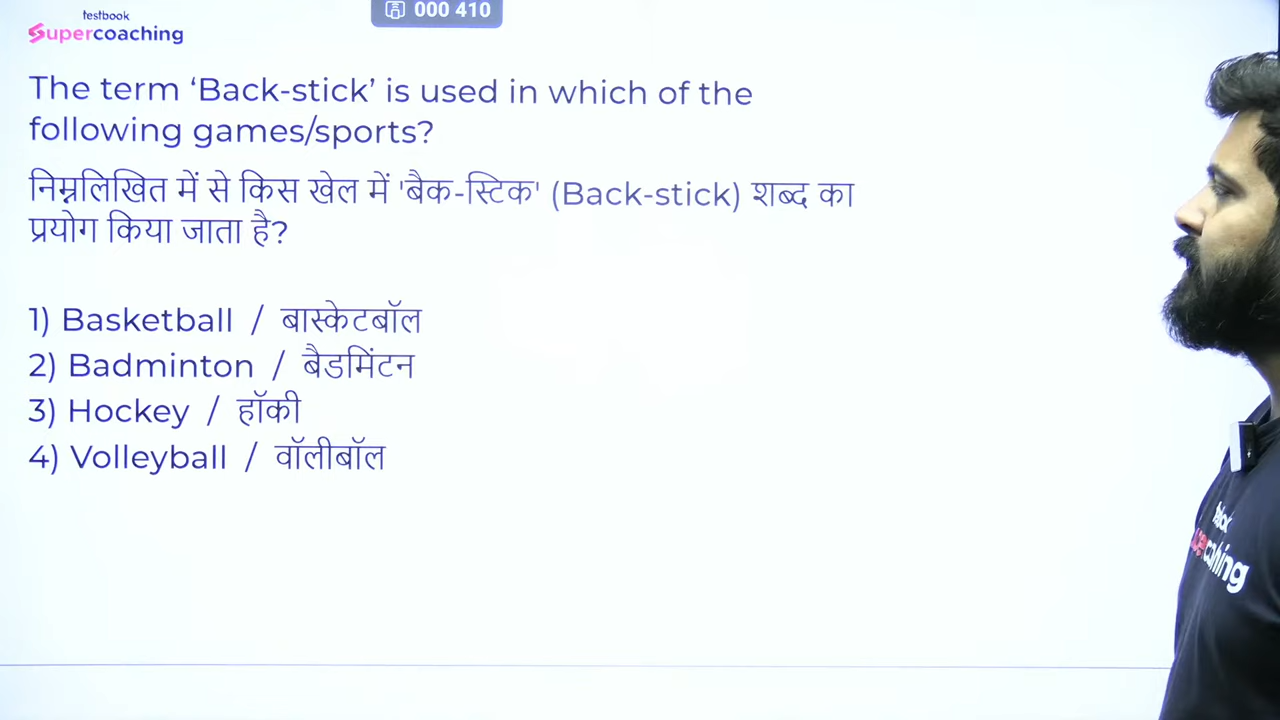 testbook
Supercoaching
000 410
The term ‘Back-stick’ is used in which of the
following games/sports?
निम्नलिखित में से किस खेल में 'बैक-स्टिक' (Back-stick) शब्द का
प्रयोग किया जाता है?
1) Basketball / बास्केटबॉल
2) Badminton / बैडमिंटन
3) Hockey / हॉकी
4) Volleyball / वॉलीबॉल
coaching